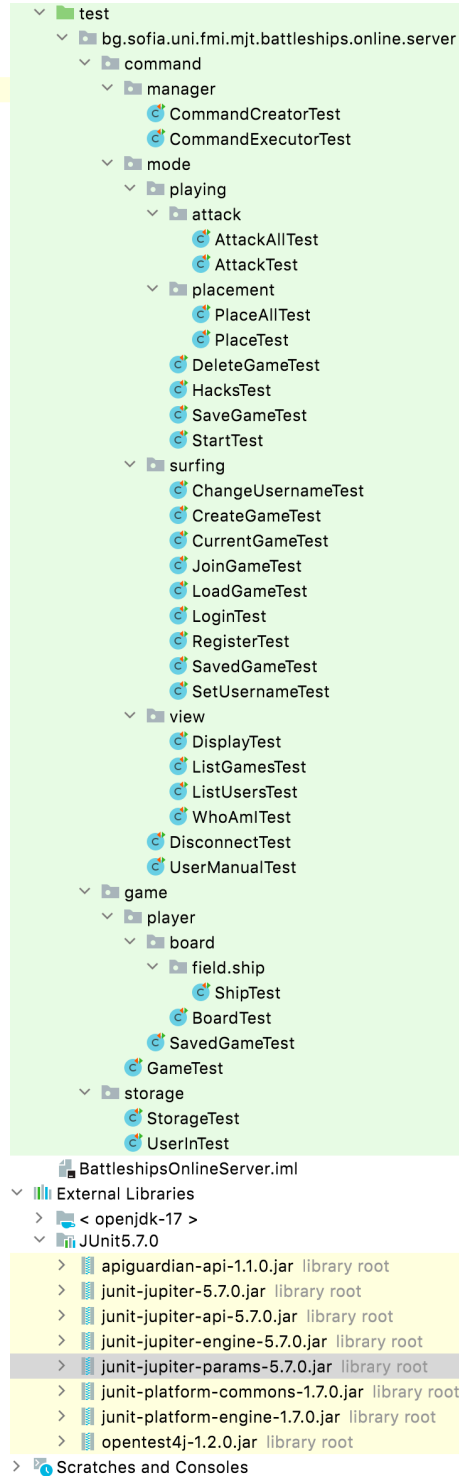 test
bg.sofia.uni.fmi.mjt.battleships.online.server
command
manager
CommandCreatorTest
CommandExecutorTest
mode
playing
attack
AttackAllTest
AttackTest
placement
PlaceAllTest
PlaceTest
DeleteGameTest
HacksTest
SaveGameTest
StartTest
surfing
ChangeUsernameTest
CreateGameTest
CurrentGameTest
JoinGameTest
LoadGameTest
LoginTest
RegisterTest
SavedGameTest
SetUsernameTest
view
DisplayTest
ListGamesTest
ListUsersTest
WhoAmITest
DisconnectTest
UserManualTest
game
player
board
field.ship
ShipTest
BoardTest
SavedGameTest
GameTest
storage
StorageTest
UserInTest
BattleshipsOnlineServer.iml
External Libraries
< openjdk-17 >
JUnit5.7.0
apiguardian-api-1.1.0.jar library root
junit-jupiter-5.7.0.jar library root
junit-jupiter-api-5.7.0.jar library root
junit-jupiter-engine-5.7.0.jar library root
junit-jupiter-params-5.7.0.jar library root
junit-platform-commons-1.7.0.jar library root
junit-platform-engine-1.7.0.jar library root
opentest4j-1.2.0.jar library root
Scratches and Consoles